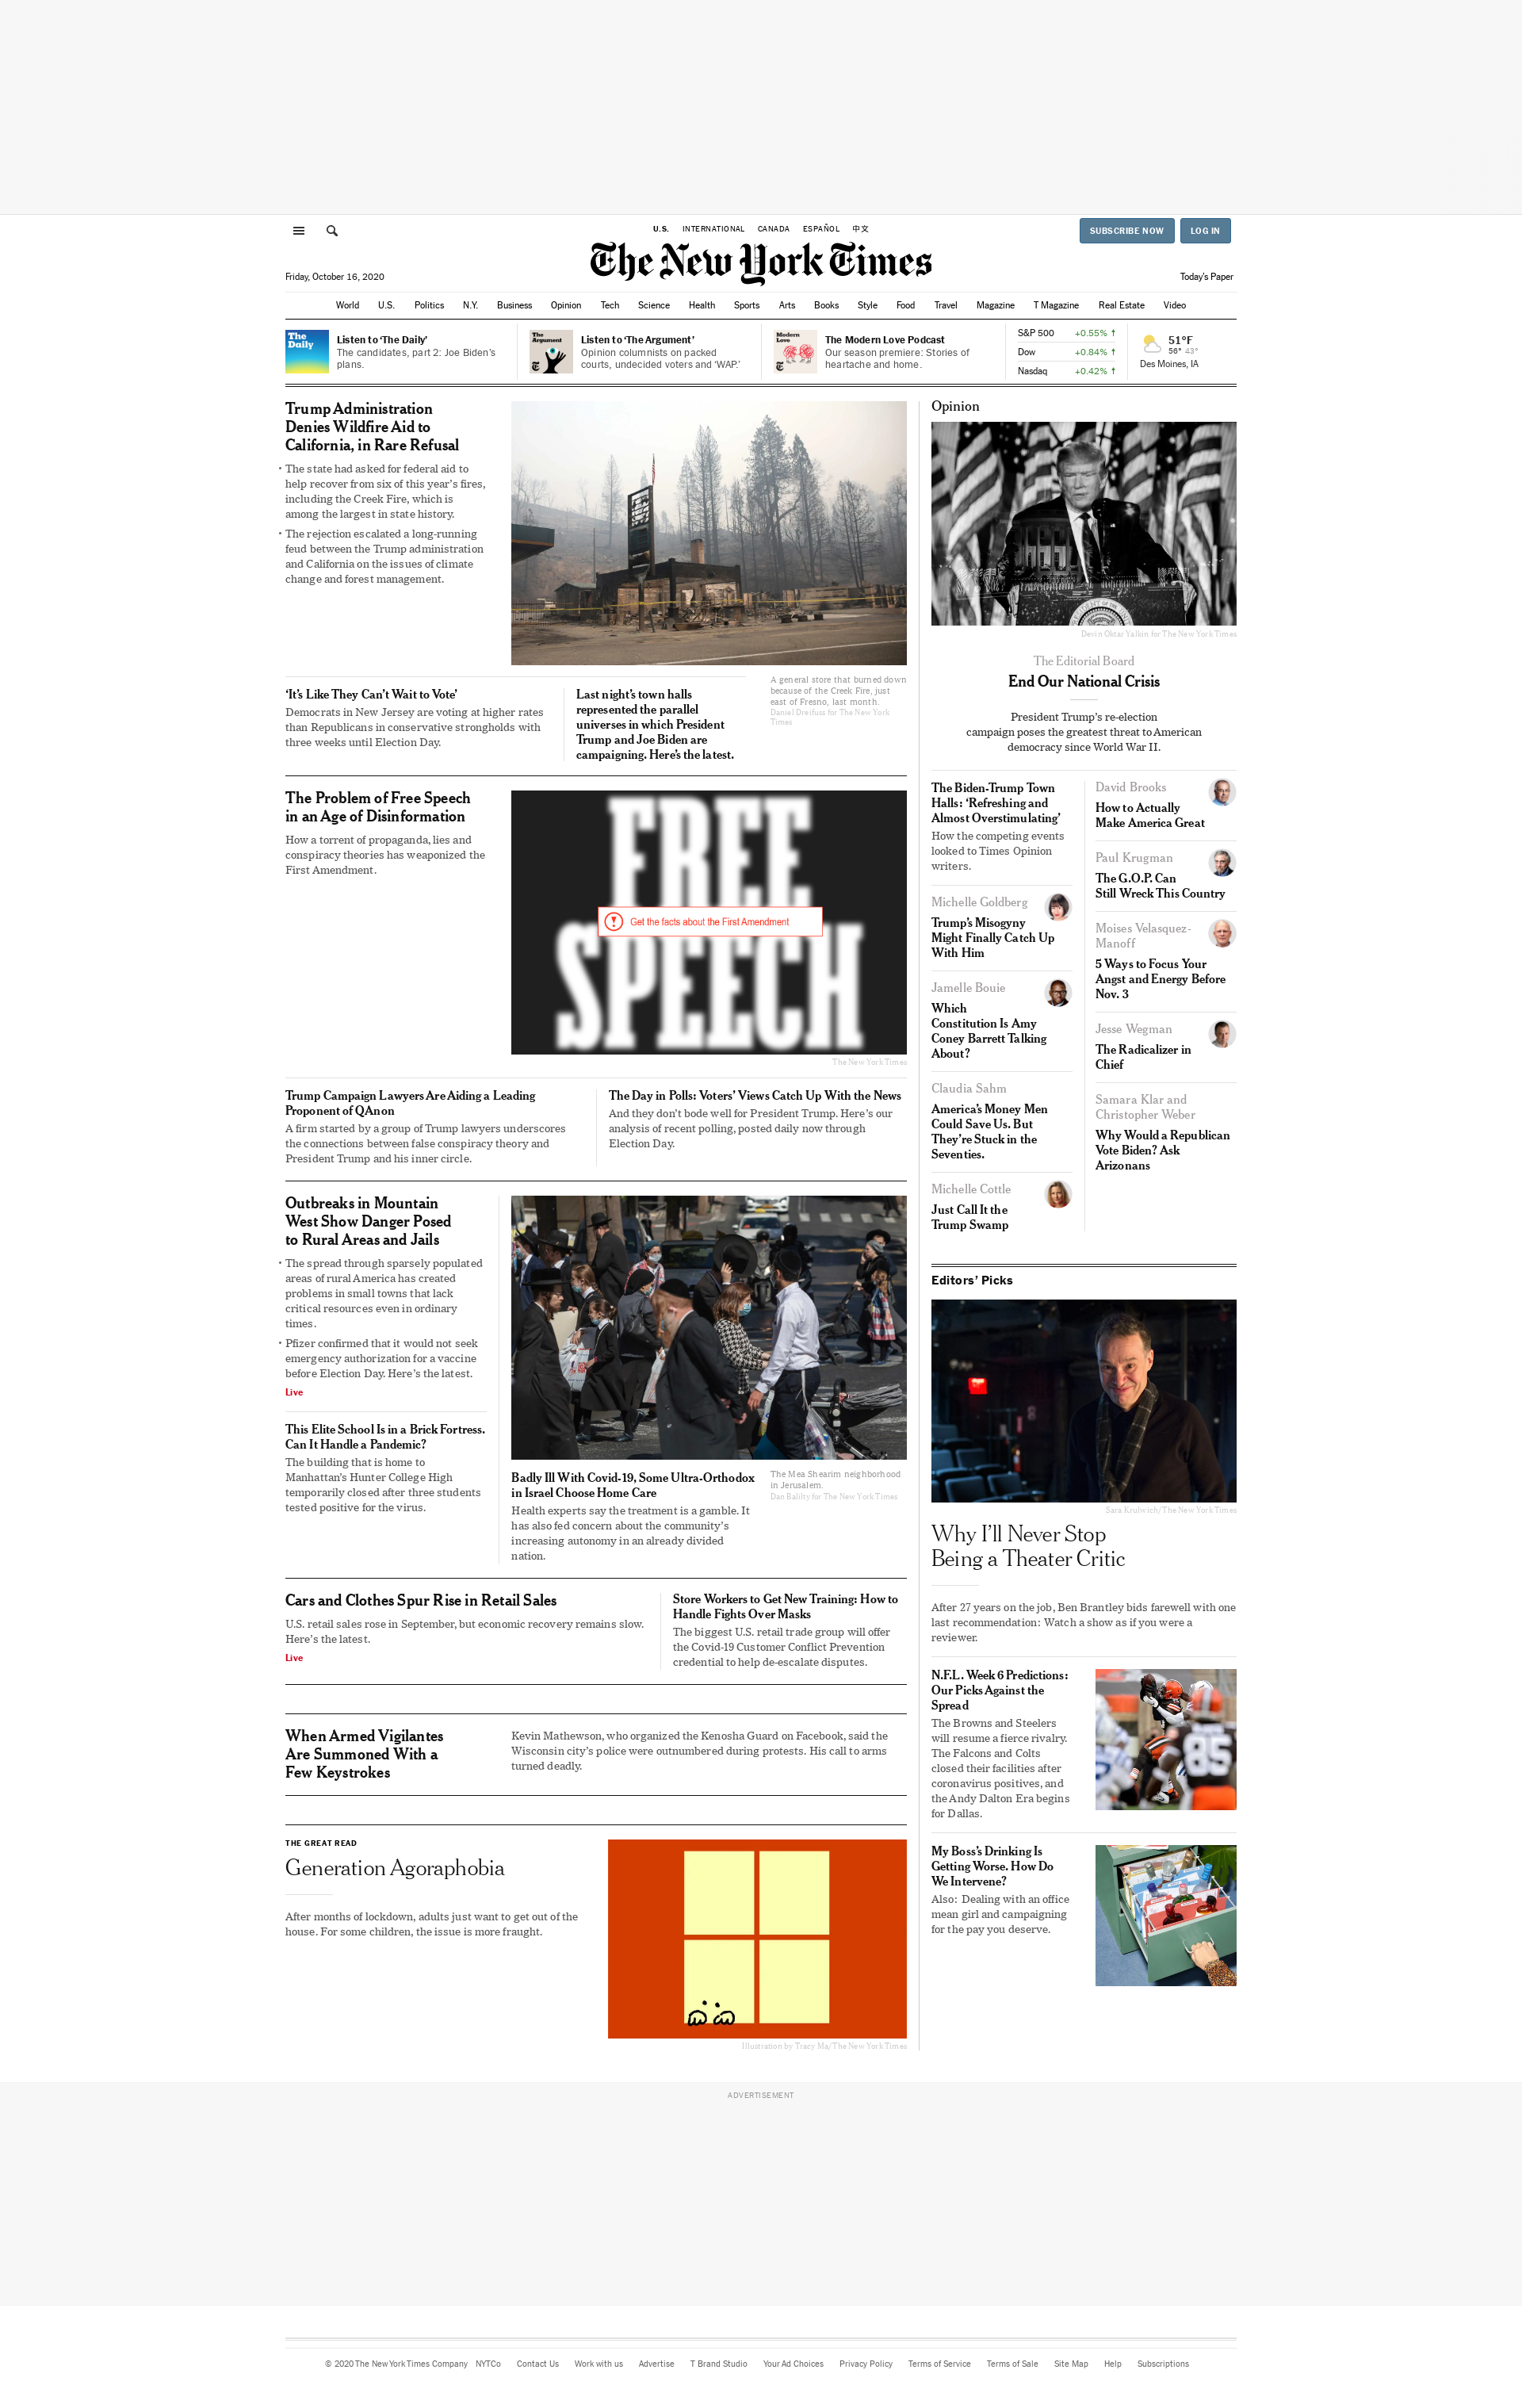 U.S. INTERNATIONAL CANADA ESPAÑOL 中文
SUBSCRIBE NOW LOG IN
The New York Times
Friday, October 16, 2020
Today's Paper
World U.S. Politics N.Y. Business Opinion Tech Science Health Sports Arts Books Style Food Travel Magazine T Magazine Real Estate Video
The
Daily
Listen to ‘The Daily’
The candidates, part 2: Joe Biden's
plans.
The
Argument
Listen to ‘The Argument’
Opinion columnists on packed
courts, undecided voters and ‘WAP.’
Modern
Love
The Modern Love Podcast
Our season premiere: Stories of
heartache and home.
S&P 500 +0.55% ↑
Dow +0.84% ↑
Nasdaq +0.42% ↑
51°F
56° 43°
Des Moines, IA
Trump Administration
Denies Wildfire Aid to
California, in Rare Refusal
• The state had asked for federal aid to
help recover from six of this year's fires,
including the Creek Fire, which is
among the largest in state history.
• The rejection escalated a long-running
feud between the Trump administration
and California on the issues of climate
change and forest management.
A general store that burned down
because of the Creek Fire, just
east of Fresno, last month.
Daniel Dreifuss for The New York
Times
‘It's Like They Can't Wait to Vote’
Democrats in New Jersey are voting at higher rates
than Republicans in conservative strongholds with
three weeks until Election Day.
Last night's town halls
represented the parallel
universes in which President
Trump and Joe Biden are
campaigning. Here's the latest.
The Problem of Free Speech
in an Age of Disinformation
How a torrent of propaganda, lies and
conspiracy theories has weaponized the
First Amendment.
FREE
Get the facts about the First Amendment
SPEECH
The New York Times
Trump Campaign Lawyers Are Aiding a Leading
Proponent of QAnon
A firm started by a group of Trump lawyers underscores
the connections between false conspiracy theory and
President Trump and his inner circle.
The Day in Polls: Voters' Views Catch Up With the News
And they don't bode well for President Trump. Here's our
analysis of recent polling, posted daily now through
Election Day.
Outbreaks in Mountain
West Show Danger Posed
to Rural Areas and Jails
• The spread through sparsely populated
areas of rural America has created
problems in small towns that lack
critical resources even in ordinary
times.
• Pfizer confirmed that it would not seek
emergency authorization for a vaccine
before Election Day. Here's the latest.
Live
This Elite School Is in a Brick Fortress.
Can It Handle a Pandemic?
The building that is home to
Manhattan's Hunter College High
temporarily closed after three students
tested positive for the virus.
Badly Ill With Covid-19, Some Ultra-Orthodox
in Israel Choose Home Care
Health experts say the treatment is a gamble. It
has also fed concern about the community's
increasing autonomy in an already divided
nation.
The Mea Shearim neighborhood
in Jerusalem.
Dan Balilty for The New York Times
Cars and Clothes Spur Rise in Retail Sales
U.S. retail sales rose in September, but economic recovery remains slow.
Here's the latest.
Live
Store Workers to Get New Training: How to
Handle Fights Over Masks
The biggest U.S. retail trade group will offer
the Covid-19 Customer Conflict Prevention
credential to help de-escalate disputes.
When Armed Vigilantes
Are Summoned With a
Few Keystrokes
Kevin Mathewson, who organized the Kenosha Guard on Facebook, said the
Wisconsin city's police were outnumbered during protests. His call to arms
turned deadly.
THE GREAT READ
Generation Agoraphobia
After months of lockdown, adults just want to get out of the
house. For some children, the issue is more fraught.
Illustration by Tracy Ma/The New York Times
Opinion
Devin Oktar Yalkin for The New York Times
The Editorial Board
End Our National Crisis
President Trump's re-election
campaign poses the greatest threat to American
democracy since World War II.
The Biden-Trump Town
Halls: ‘Refreshing and
Almost Overstimulating’
How the competing events
looked to Times Opinion
writers.
Michelle Goldberg
Trump's Misogyny
Might Finally Catch Up
With Him
Jamelle Bouie
Which
Constitution Is Amy
Coney Barrett Talking
About?
Claudia Sahm
America's Money Men
Could Save Us. But
They're Stuck in the
Seventies.
Michelle Cottle
Just Call It the
Trump Swamp
David Brooks
How to Actually
Make America Great
Paul Krugman
The G.O.P. Can
Still Wreck This Country
Moises Velasquez-
Manoff
5 Ways to Focus Your
Angst and Energy Before
Nov. 3
Jesse Wegman
The Radicalizer in
Chief
Samara Klar and
Christopher Weber
Why Would a Republican
Vote Biden? Ask
Arizonans
Editors' Picks
Sara Krulwich/The New York Times
Why I'll Never Stop
Being a Theater Critic
After 27 years on the job, Ben Brantley bids farewell with one
last recommendation: Watch a show as if you were a
reviewer.
N.F.L. Week 6 Predictions:
Our Picks Against the
Spread
The Browns and Steelers
will resume a fierce rivalry.
The Falcons and Colts
closed their facilities after
coronavirus positives, and
the Andy Dalton Era begins
for Dallas.
85
My Boss's Drinking Is
Getting Worse. How Do
We Intervene?
Also: Dealing with an office
mean girl and campaigning
for the pay you deserve.
ADVERTISEMENT
© 2020 The New York Times Company NYTCo Contact Us Work with us Advertise T Brand Studio Your Ad Choices Privacy Policy Terms of Service Terms of Sale Site Map Help Subscriptions